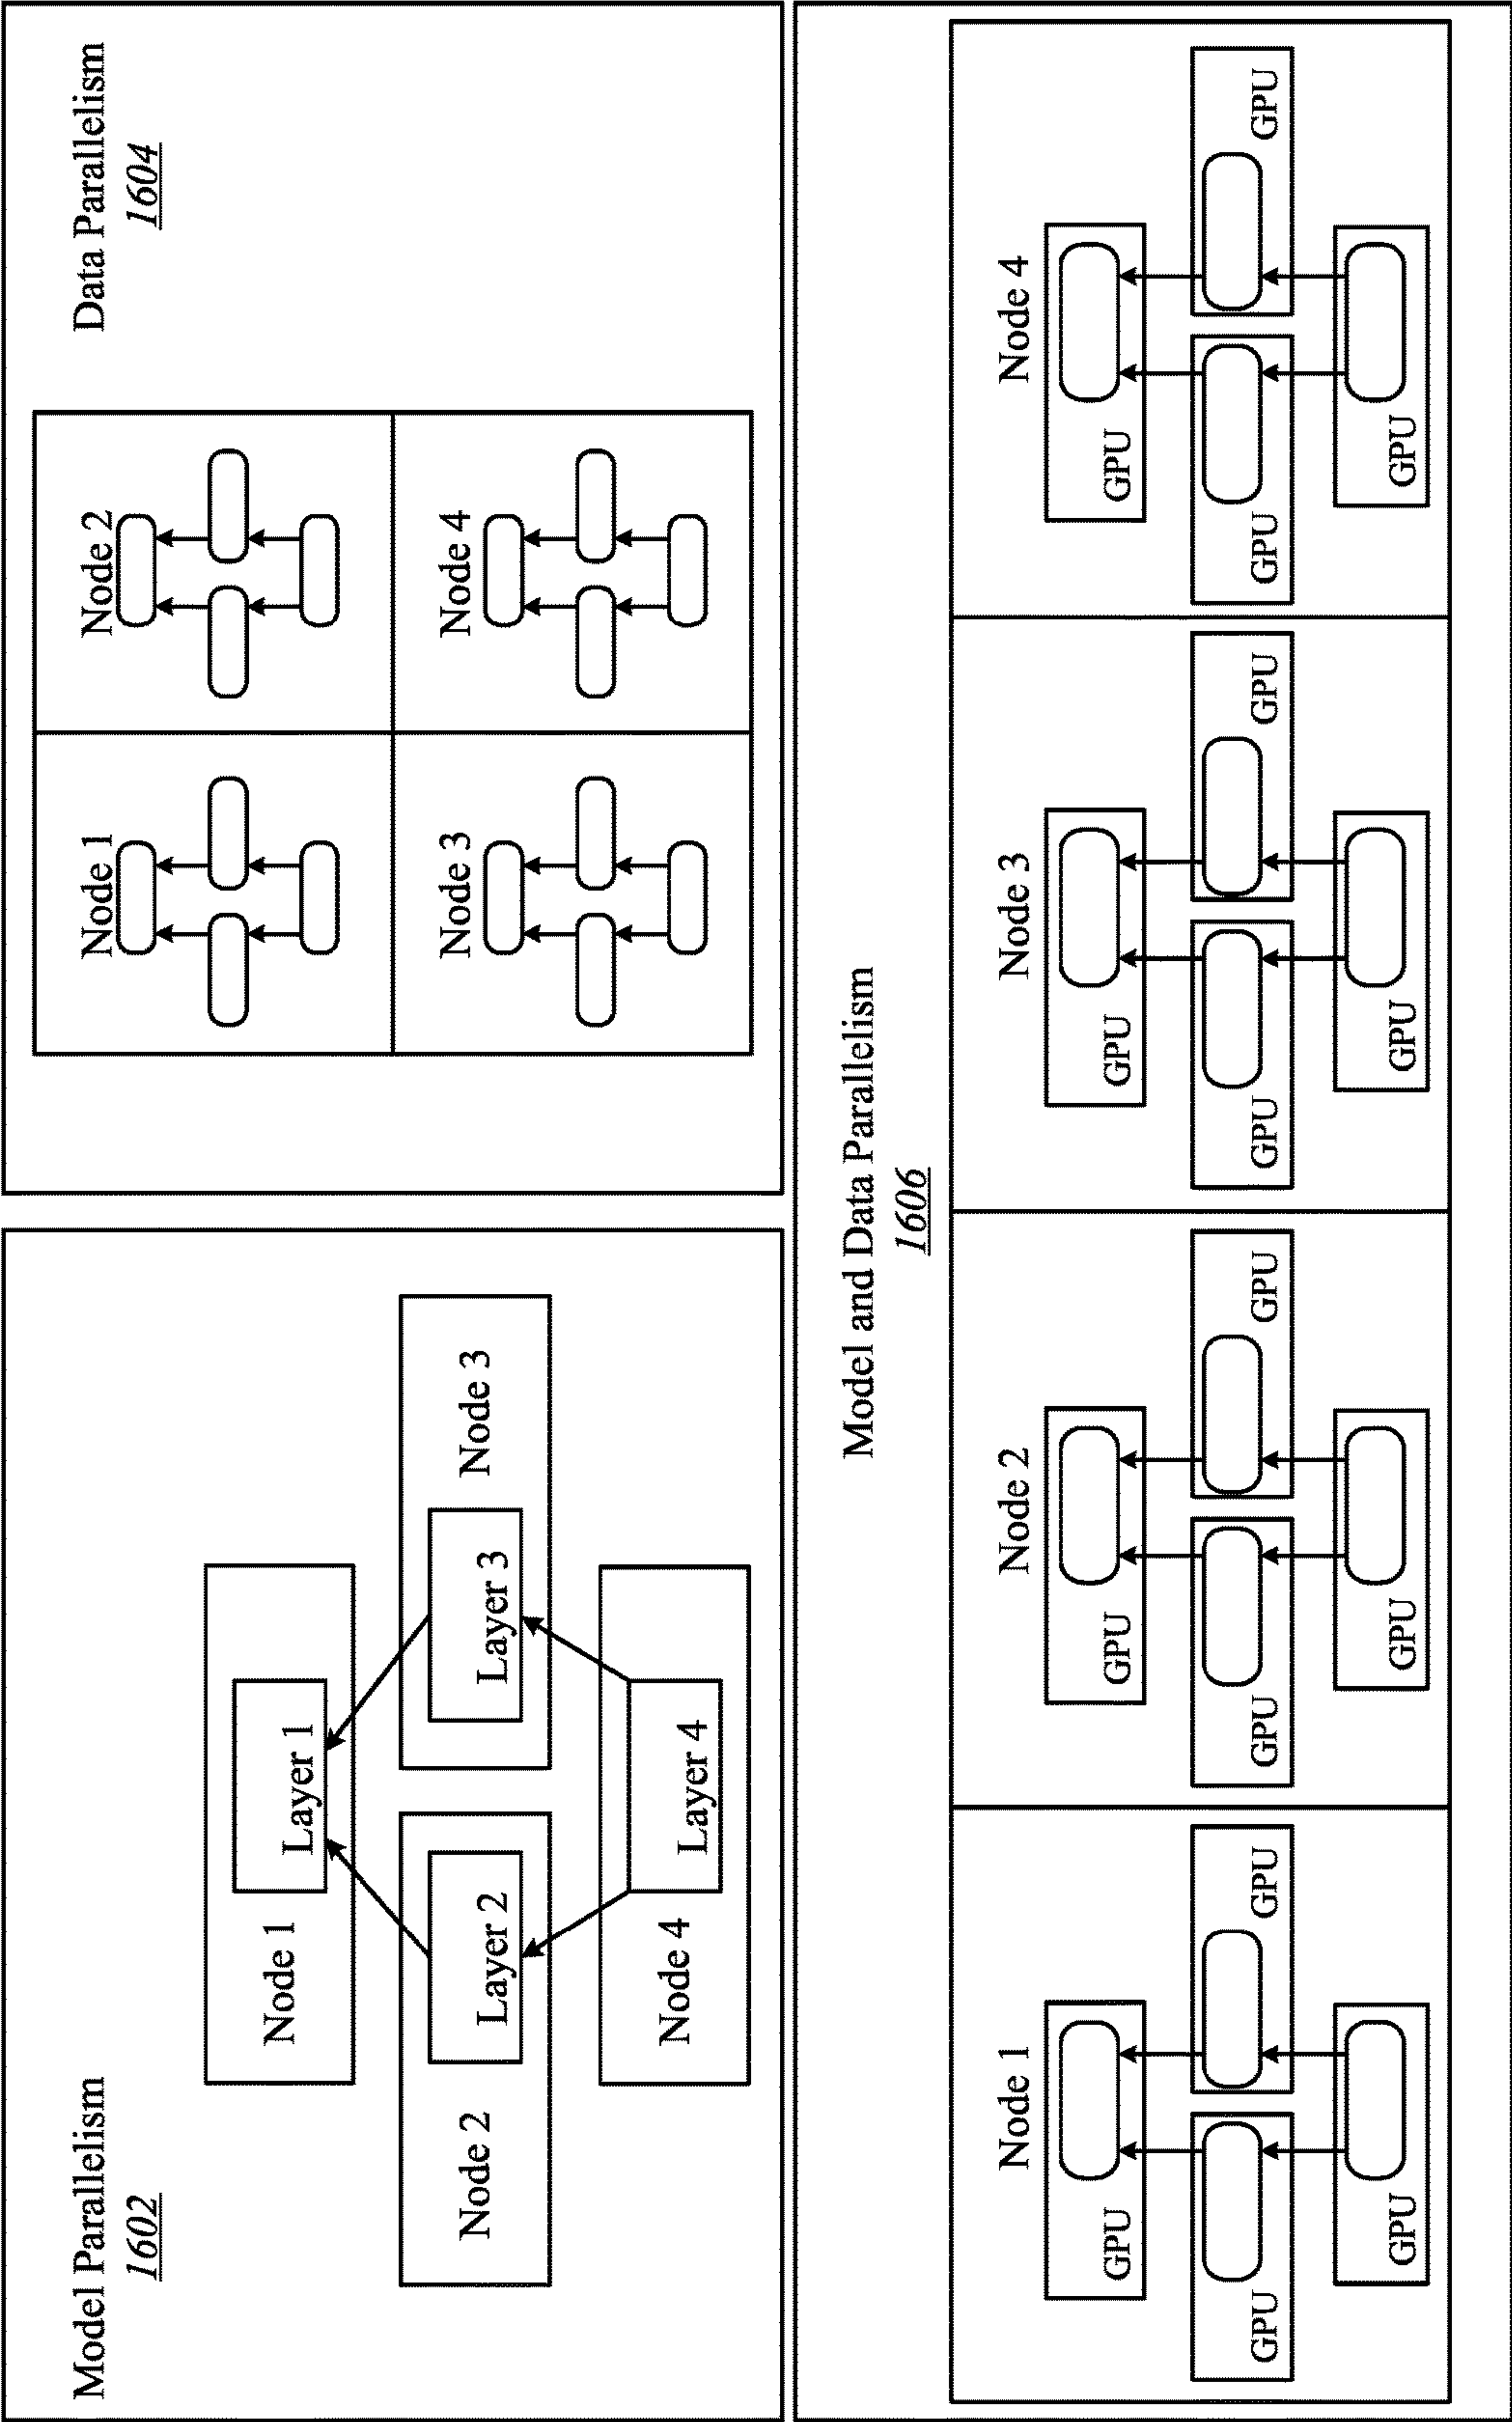 Model Parallelism
1602
Node 1
Layer 1
Node 2
Layer 2
Layer 3
Node 3
Node 4
Layer 4
Data Parallelism
1604
Node 1
Node 2
Node 3
Node 4
Model and Data Parallelism
1606
Node 1
GPU
GPU
GPU
GPU
Node 2
GPU
GPU
GPU
GPU
Node 3
GPU
GPU
GPU
GPU
Node 4
GPU
GPU
GPU
GPU